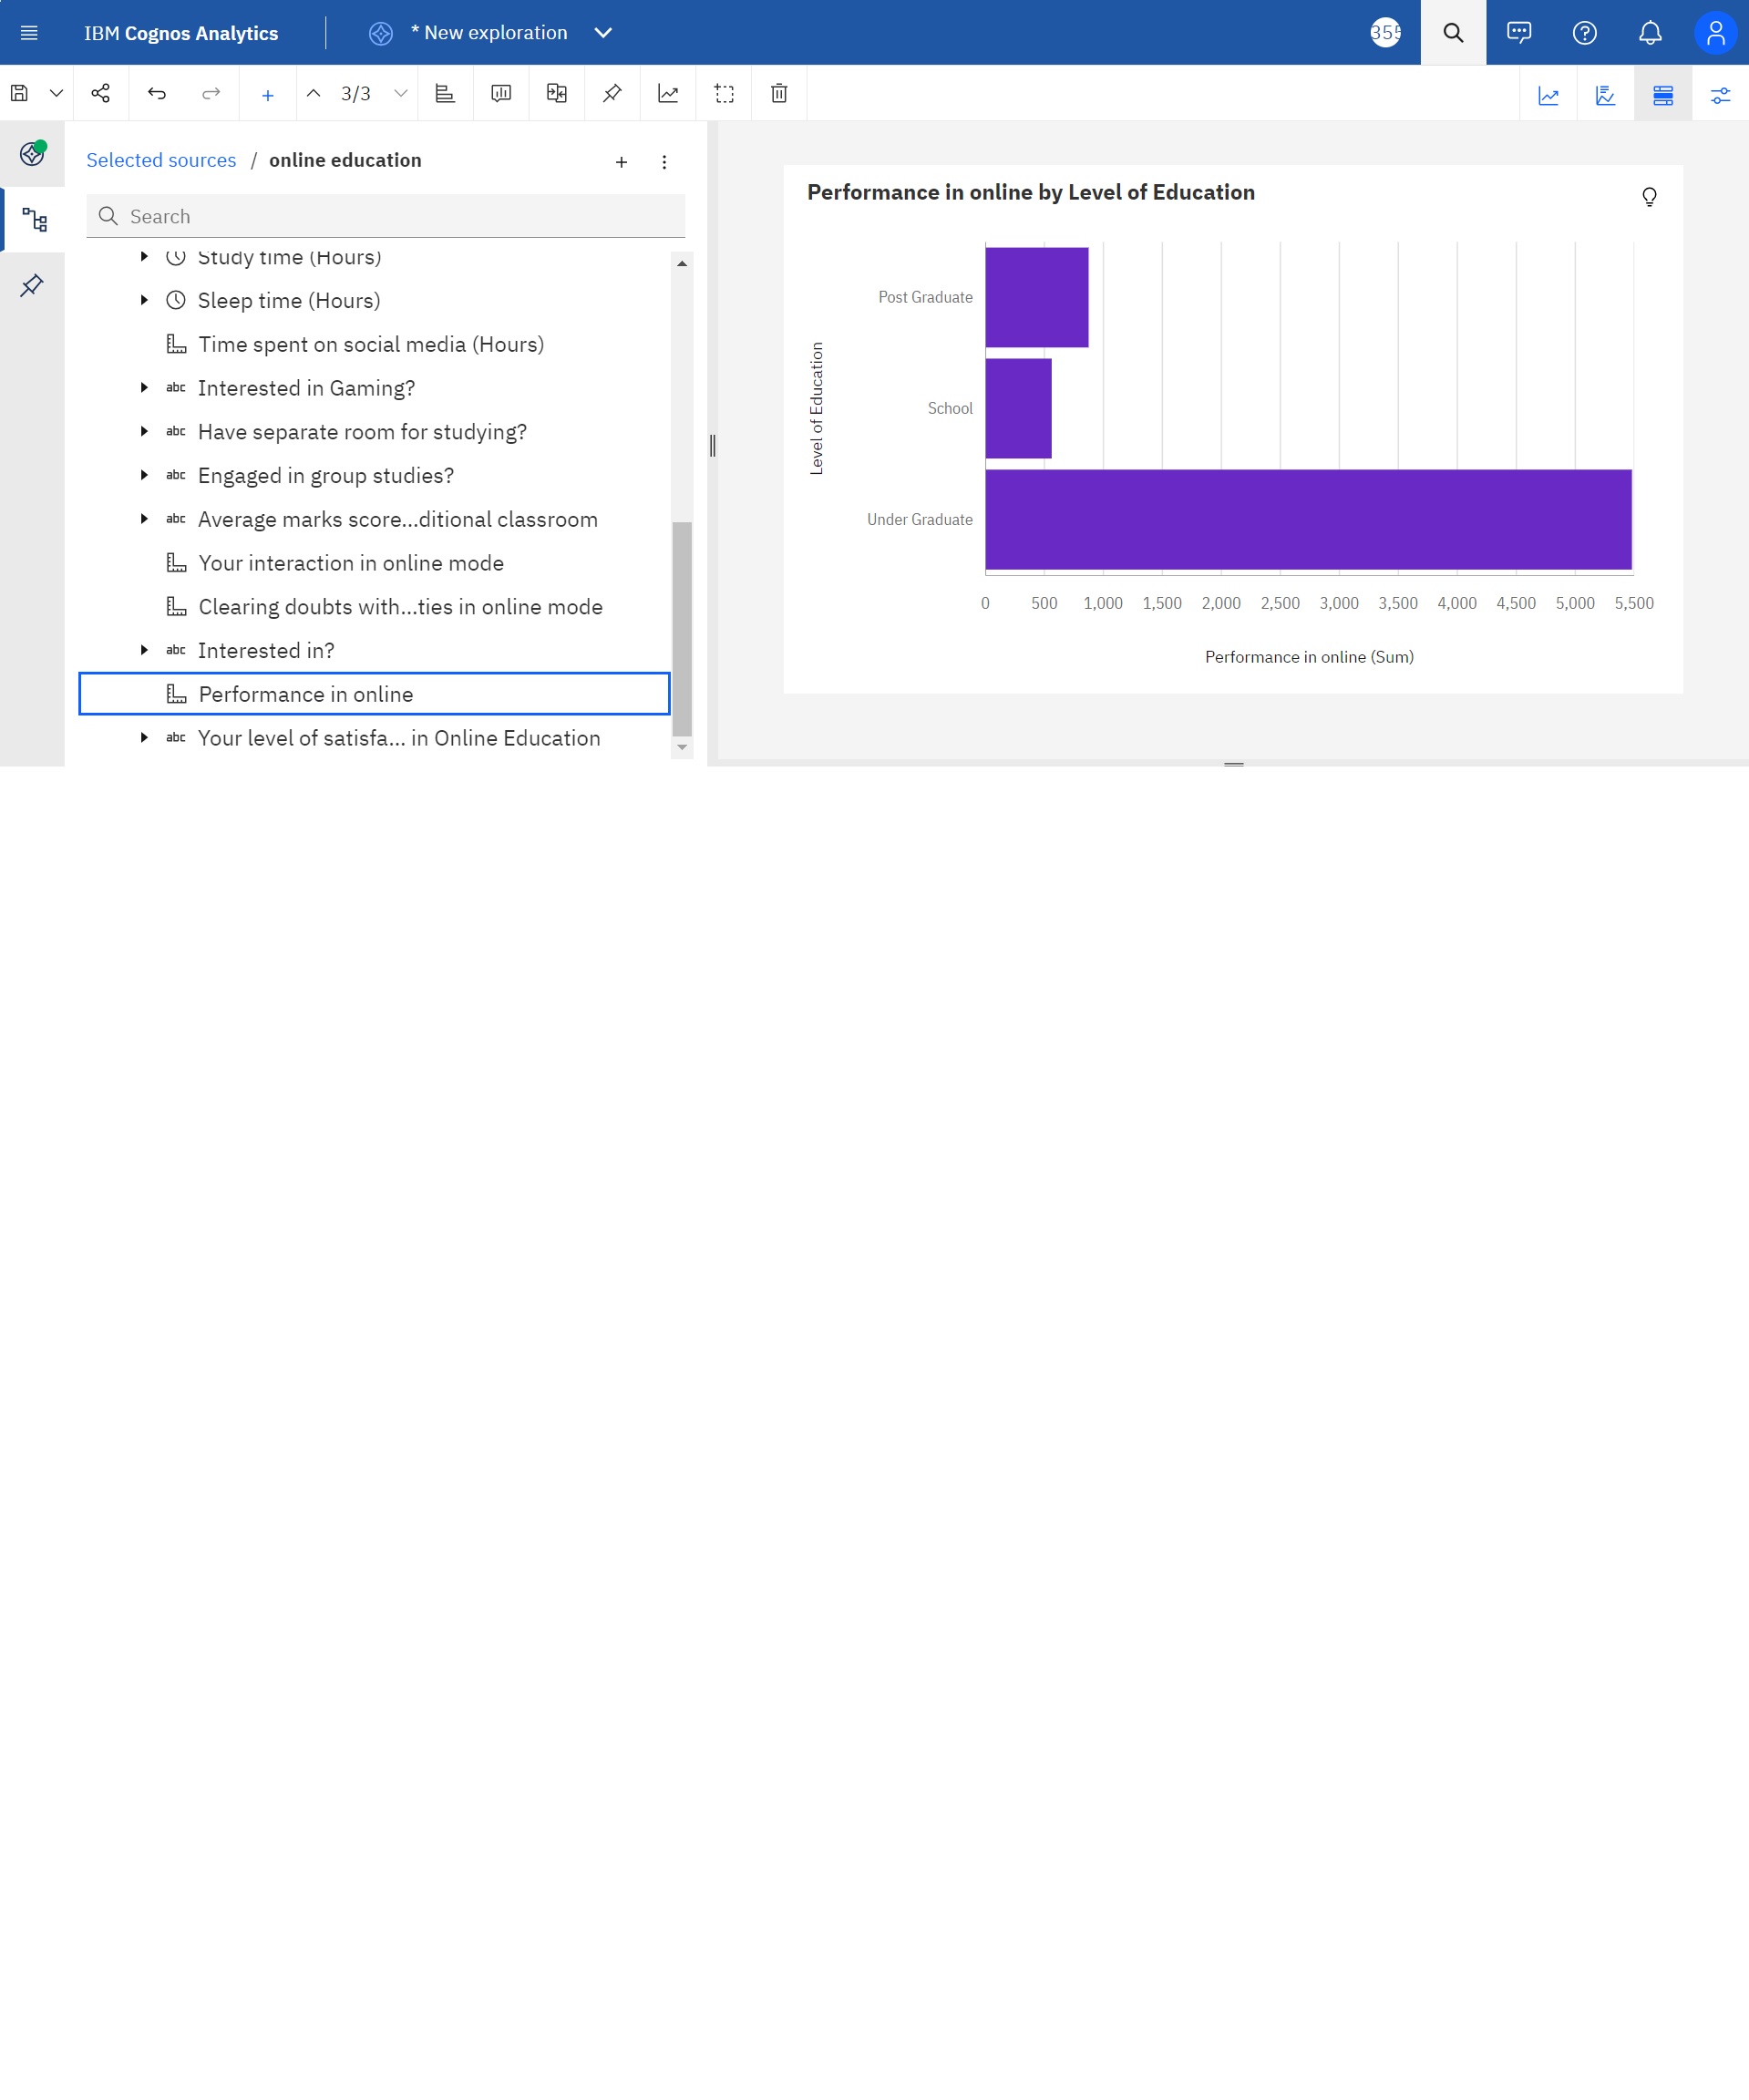 IBM Cognos Analytics
* New exploration
355
3/3
Selected sources / online education
Search
Study time (Hours)
Sleep time (Hours)
Time spent on social media (Hours)
abc Interested in Gaming?
abc Have separate room for studying?
abc Engaged in group studies?
abc Average marks score...ditional classroom
Your interaction in online mode
Clearing doubts with...ties in online mode
abc Interested in?
Performance in online
abc Your level of satisfa... in Online Education
Performance in online by Level of Education
Level of Education
Post Graduate
School
Under Graduate
0 500 1,000 1,500 2,000 2,500 3,000 3,500 4,000 4,500 5,000 5,500
Performance in online (Sum)